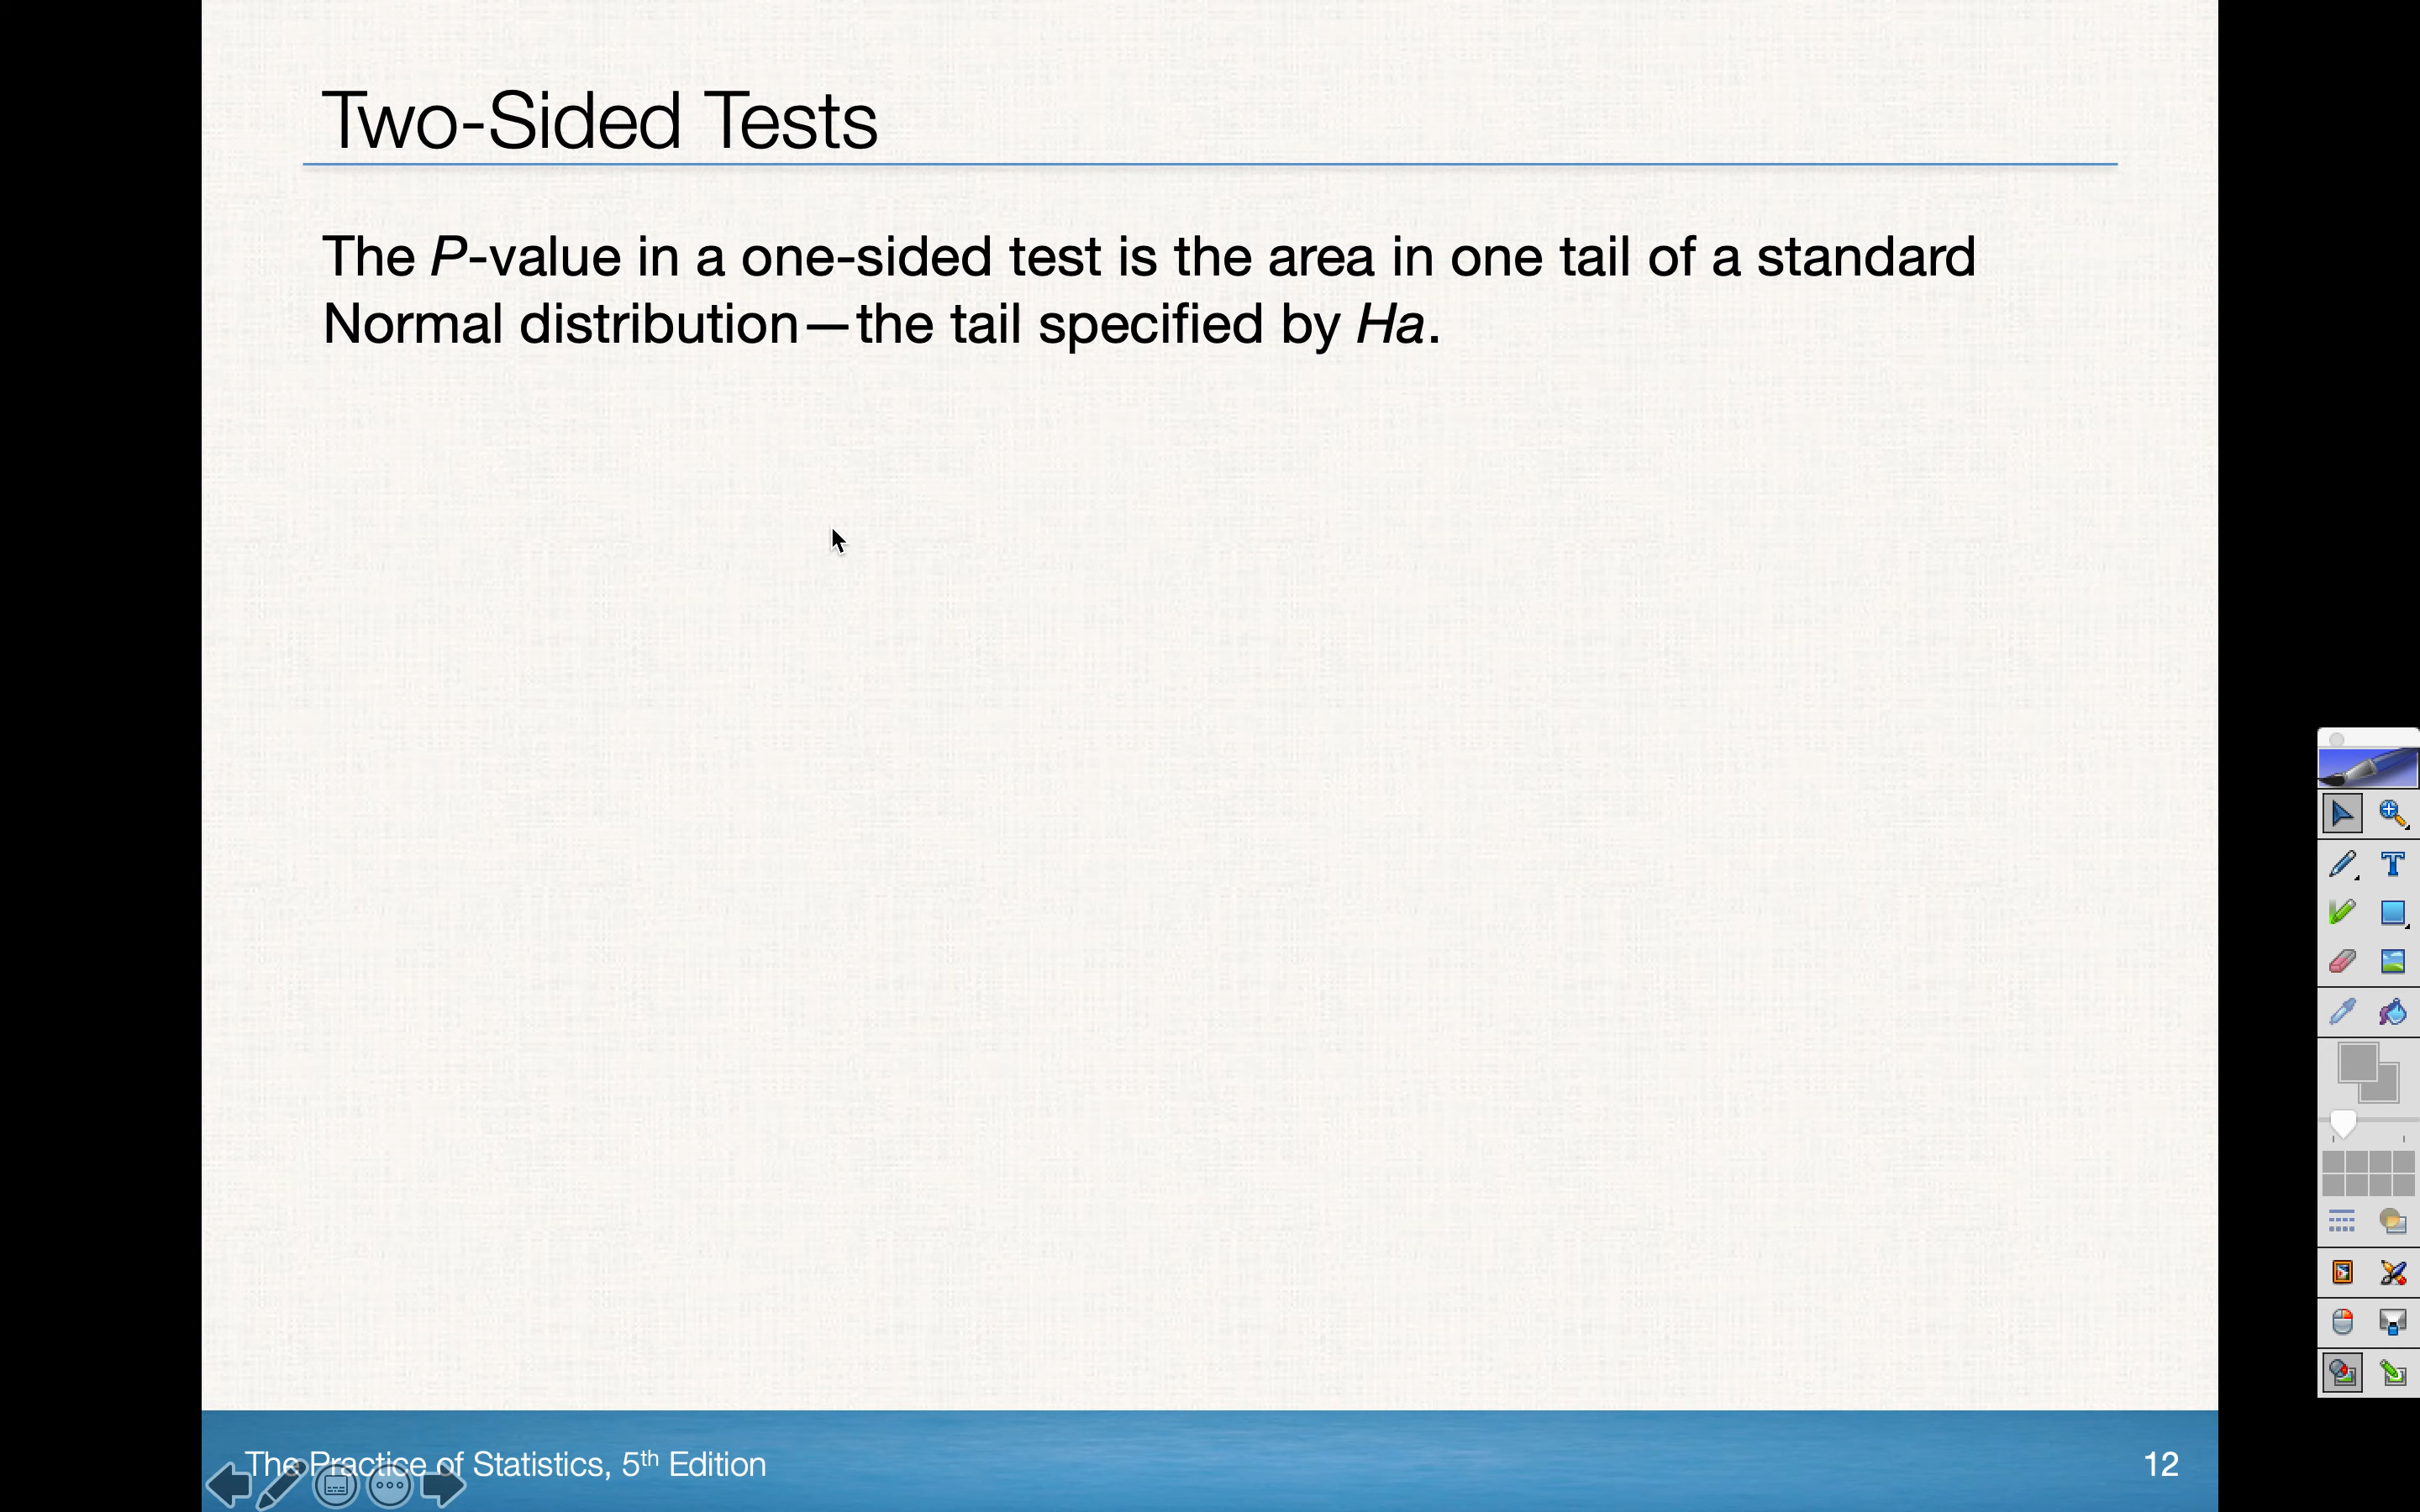 Two-Sided Tests
The P-value in a one-sided test is the area in one tail of a standard
Normal distribution—the tail specified by Ha.
The Practice of Statistics, 5th Edition
12